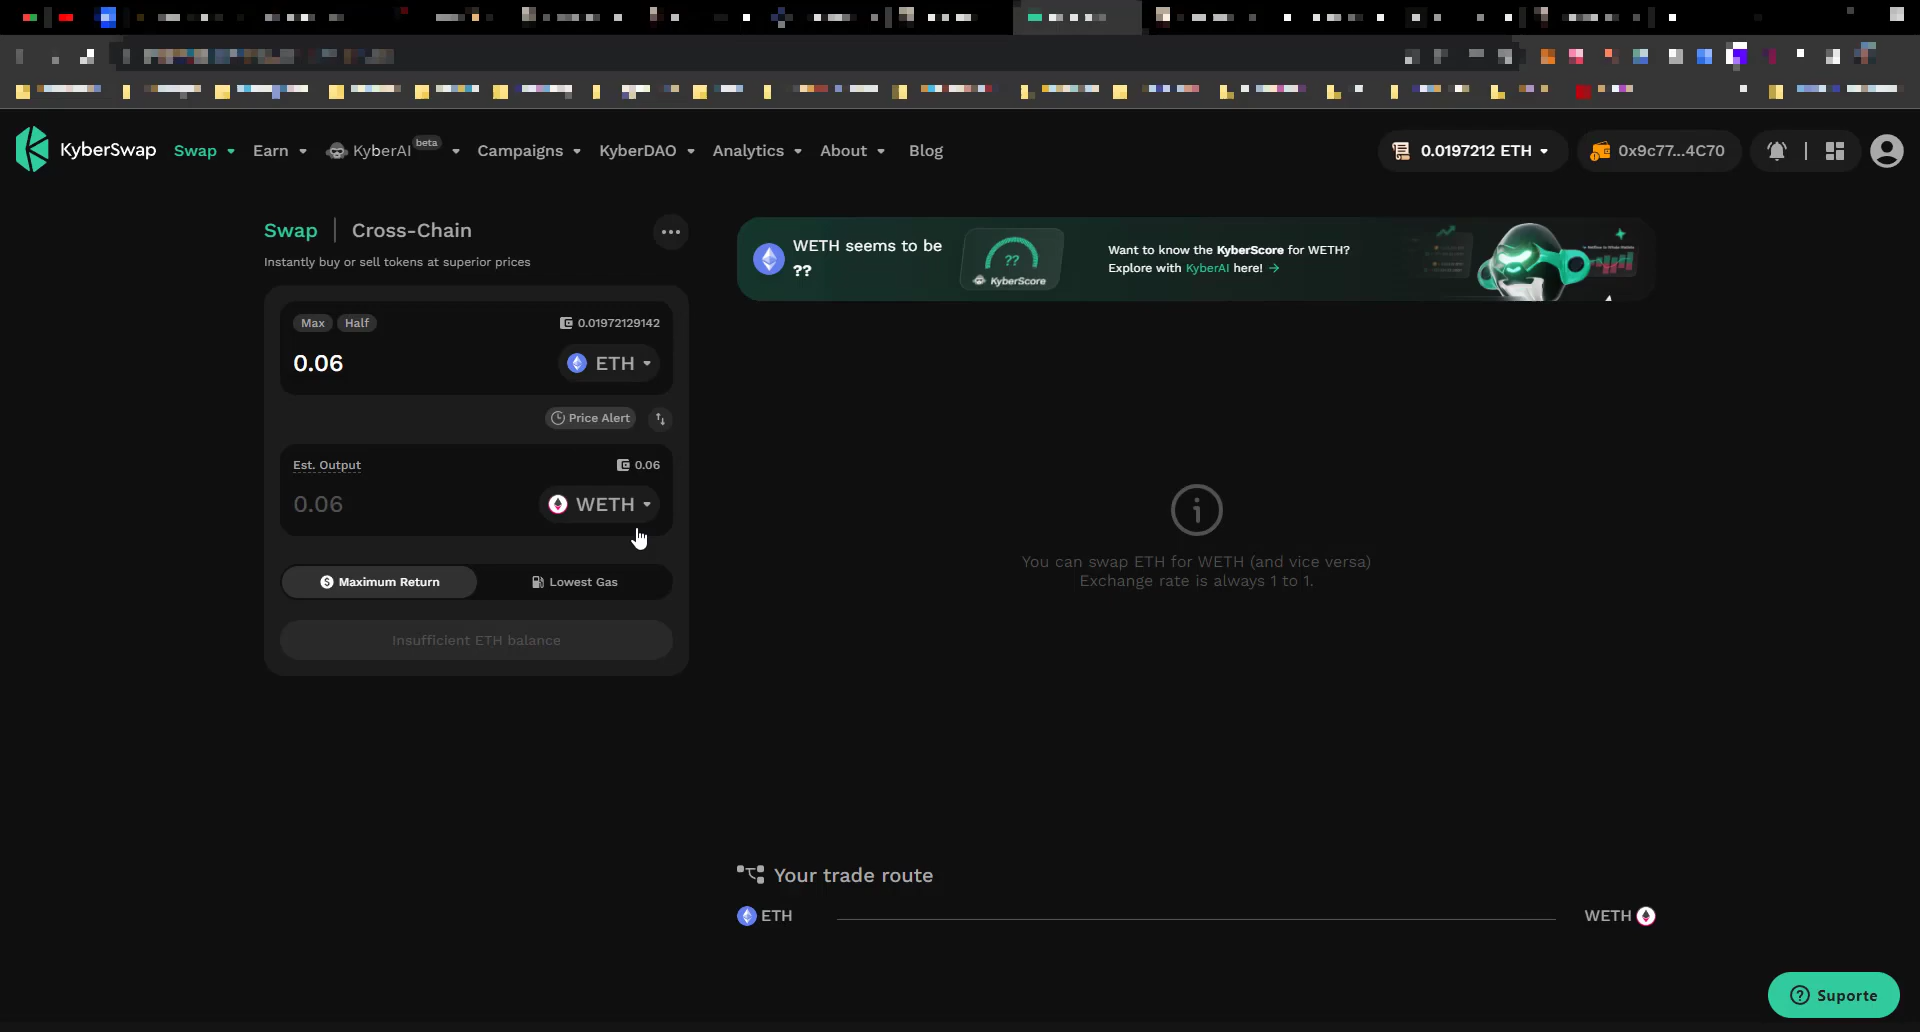 KyberSwap
Swap
Earn
KyberAI beta
Campaigns
KyberDAO
Analytics
About
Blog
0.0197212 ETH
0x9c77...4C70
Swap | Cross-Chain
Instantly buy or sell tokens at superior prices
Max Half
0.01972129142
0.06
ETH
Price Alert
Est. Output
0.06
0.06
WETH
Maximum Return
Lowest Gas
Insufficient ETH balance
WETH seems to be
??
??
KyberScore
Want to know the KyberScore for WETH?
Explore with KyberAI here! →
You can swap ETH for WETH (and vice versa)
Exchange rate is always 1 to 1.
Your trade route
ETH
WETH
Suporte